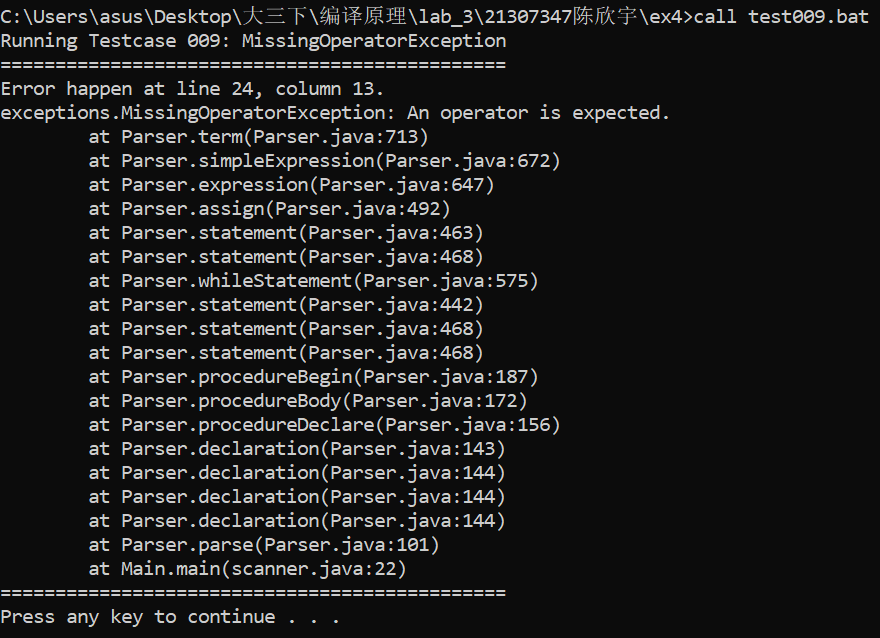 C:\Users\asus\Desktop\大三下\编译原理\lab_3\21307347陈欣宇\ex4>call test009.bat
Running Testcase 009: MissingOperatorException
==============================================
Error happen at line 24, column 13.
exceptions.MissingOperatorException: An operator is expected.
        at Parser.term(Parser.java:713)
        at Parser.simpleExpression(Parser.java:672)
        at Parser.expression(Parser.java:647)
        at Parser.assign(Parser.java:492)
        at Parser.statement(Parser.java:463)
        at Parser.statement(Parser.java:468)
        at Parser.whileStatement(Parser.java:575)
        at Parser.statement(Parser.java:442)
        at Parser.statement(Parser.java:468)
        at Parser.statement(Parser.java:468)
        at Parser.procedureBegin(Parser.java:187)
        at Parser.procedureBody(Parser.java:172)
        at Parser.procedureDeclare(Parser.java:156)
        at Parser.declaration(Parser.java:143)
        at Parser.declaration(Parser.java:144)
        at Parser.declaration(Parser.java:144)
        at Parser.declaration(Parser.java:144)
        at Parser.parse(Parser.java:101)
        at Main.main(scanner.java:22)
==============================================
Press any key to continue . . .